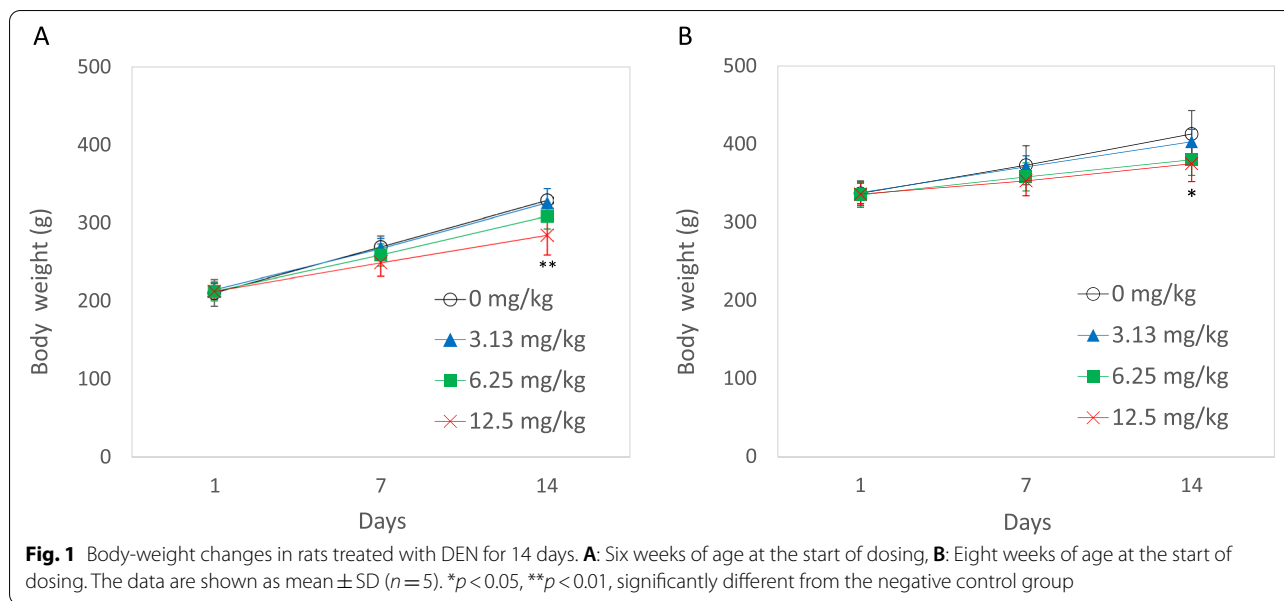 A
500
400
300
200
100
0
Body weight (g)
**
0 mg/kg
3.13 mg/kg
6.25 mg/kg
12.5 mg/kg
1 7 14
Days
B
500
400
300
200
100
0
Body weight (g)
*
0 mg/kg
3.13 mg/kg
6.25 mg/kg
12.5 mg/kg
1 7 14
Days
Fig. 1 Body-weight changes in rats treated with DEN for 14 days. A: Six weeks of age at the start of dosing, B: Eight weeks of age at the start of
dosing. The data are shown as mean ± SD (n = 5). *p < 0.05, **p < 0.01, significantly different from the negative control group